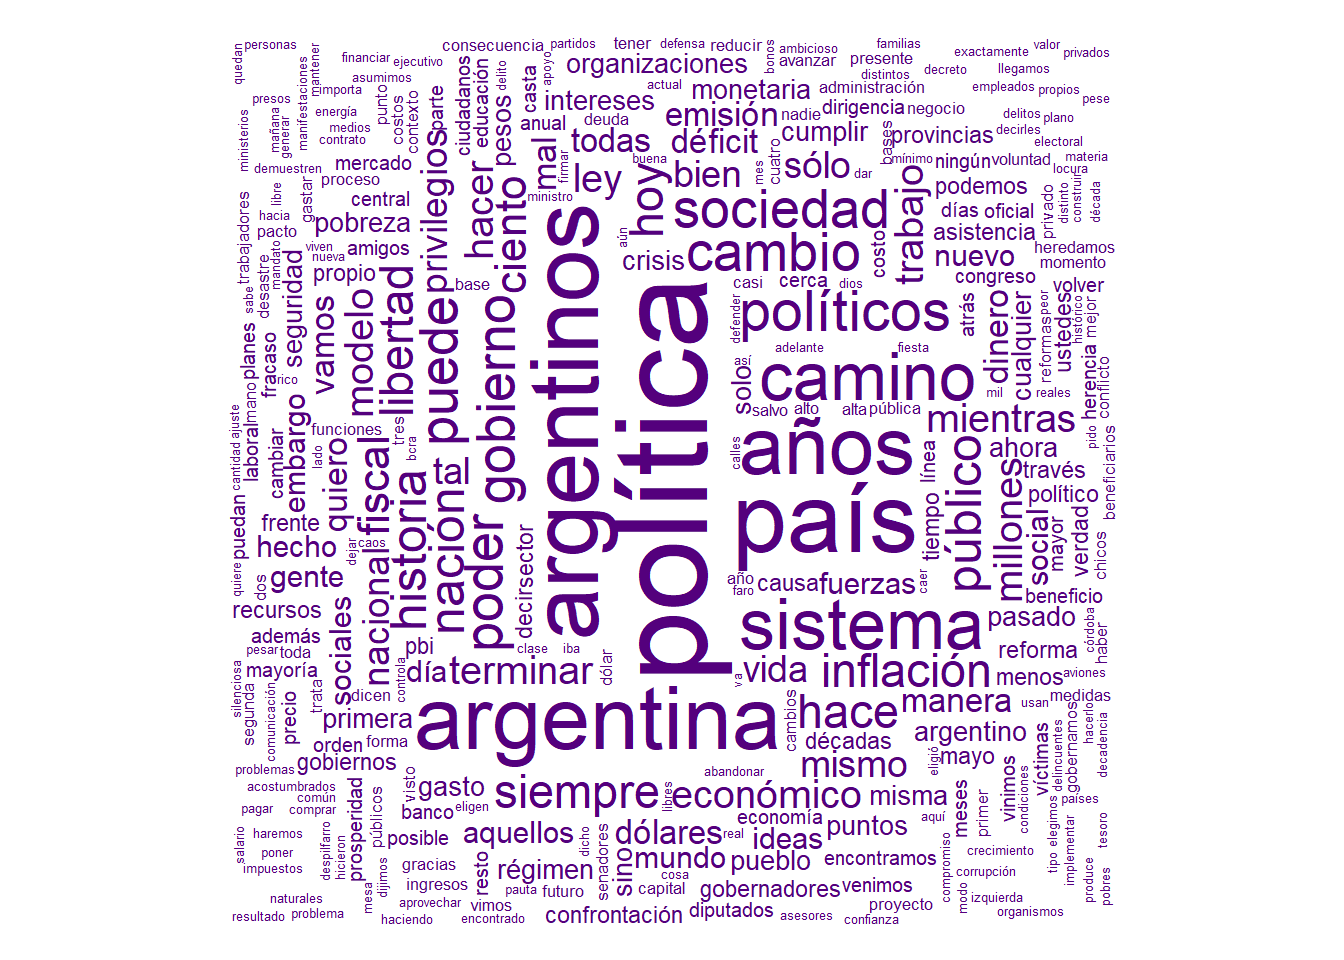 política
argentinos
argentina
país
años
sistema
camino
sociedad
cambio
políticos
gobierno
puede
poder
nación
historia
libertad
inflación
siempre
hace
público
millones
trabajo
hoy
ley
bien
mal
hacer
ciento
privilegios
modelo
fiscal
nacional
económico
mismo
terminar
vida
manera
mientras
dinero
cualquier
sólo
déficit
emisión
monetaria
intereses
organizaciones
todas
cumplir
provincias
nuevo
podemos
asistencia
congreso
días
oficial
ningún
voluntad
dirigencia
negocio
administración
crisis
costo
cerca
casi
dios
solo
salvo
alto
alta
pública
así
adelante
fiesta
defender
calles
mil
reales
atrás
ustedes
reformas
peor
histórico
mejor
volver
momento
heredamos
privado
distinto
construir
década
locura
materia
electoral
plano
decirles
delitos
pese
propios
empleados
llegamos
exactamente
valor
privados
familias
distintos
decreto
presente
avanzar
ambicioso
bonos
reducir
defensa
tener
partidos
consecuencia
apoyo
actual
deuda
nadie
anual
casta
delito
pesos
educación
ciudadanos
parte
contexto
costos
punto
asumimos
ejecutivo
financiar
importa
mantener
manifestaciones
personas
quedan
presos
energía
medios
contrato
mañana
generar
ministerios
demuestren
mercado
proceso
central
gastar
libre
trabajadores
hacia
pacto
pobreza
amigos
viven
nueva
mandato
sabe
desastre
seguridad
propio
vamos
base
planes
fracaso
rico
mano
embargo
laboral
ajuste
cantidad
cambiar
lado
funciones
quiero
tres
bcra
tal
frente
puedan
hecho
dejar
caos
quiere
dos
gente
recursos
sociales
además
pesar
toda
mayoría
pbi
día
controla
clase
iba
dólar
decir
sector
silenciosa
segunda
comunicación
precio
trata
dicen
primera
orden
forma
gobiernos
problemas
acostumbrados
común
comprar
pagar
prosperidad
públicos
visto
gasto
banco
eligen
posible
aquellos
dólares
real
economía
ideas
puntos
misma
abandonar
libres
cambios
décadas
argentino
mayo
eligió
meses
vinimos
víctimas
delincuentes
gobernamos
decadencia
hacerlo
medidas
usan
aviones
menos
reforma
pasado
beneficio
córdoba
haber
chicos
verdad
mayor
social
político
través
ahora
línea
tiempo
fuerzas
causa
año
faro
caer
va
beneficiarios
conflicto
herencia
pido
bases
mínimo
cuatro
mes
dar
buena
aún
firmar
ministro
salario
haremos
poner
impuestos
despilfarro
hicieron
naturales
resultado
problema
mesa
dijimos
gracias
ingresos
aprovechar
haciendo
vimos
encontrado
resto
régimen
pauta
futuro
dicho
senadores
capital
sino
mundo
cosa
confrontación
gobernadores
diputados
pueblo
encontramos
venimos
proyecto
asesores
confianza
compromiso
modo
izquierda
organismos
corrupción
crecimiento
primer
aquí
condiciones
tipo
elegimos
implementar
países
produce
pobres
tesoro